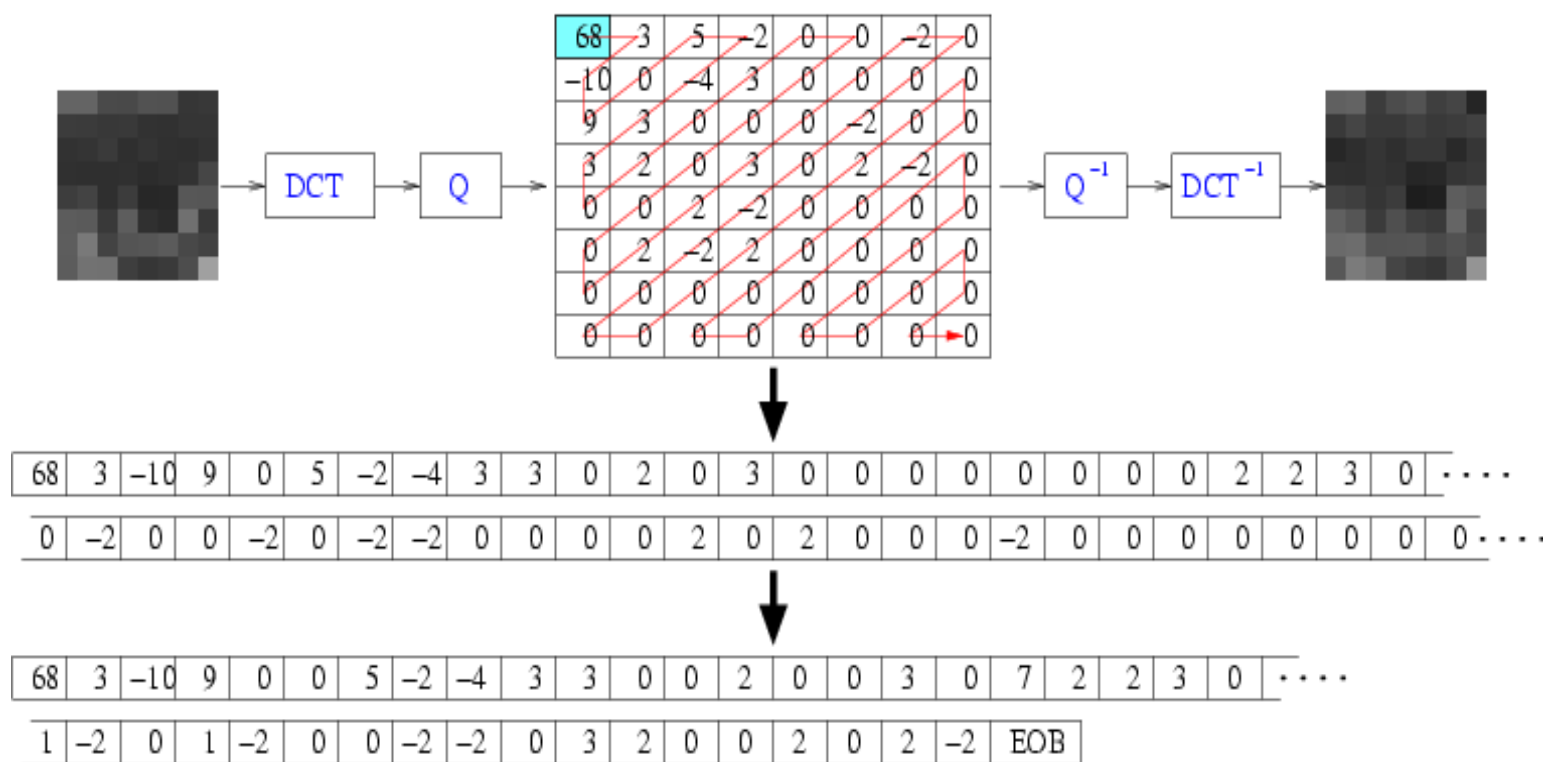 68 3 5 –2 0 0 –2 0
–10 0 –4 3 0 0 0 0
9 3 0 0 0 –2 0 0
DCT Q 3 2 0 3 0 2 –2 0 Q⁻¹ DCT⁻¹
0 0 2 –2 0 0 0 0
0 2 –2 2 0 0 0 0
0 0 0 0 0 0 0 0
0 0 0 0 0 0 0 0
68 3 –10 9 0 5 –2 –4 3 3 0 2 0 3 0 0 0 0 0 0 0 0 2 2 3 0 ····
0 –2 0 0 –2 0 –2 –2 0 0 0 0 2 0 2 0 0 0 –2 0 0 0 0 0 0 0 0 ····
68 3 –10 9 0 0 5 –2 –4 3 3 0 0 2 0 0 3 0 7 2 2 3 0 ····
1 –2 0 1 –2 0 0 –2 –2 0 3 2 0 0 2 0 2 –2 EOB